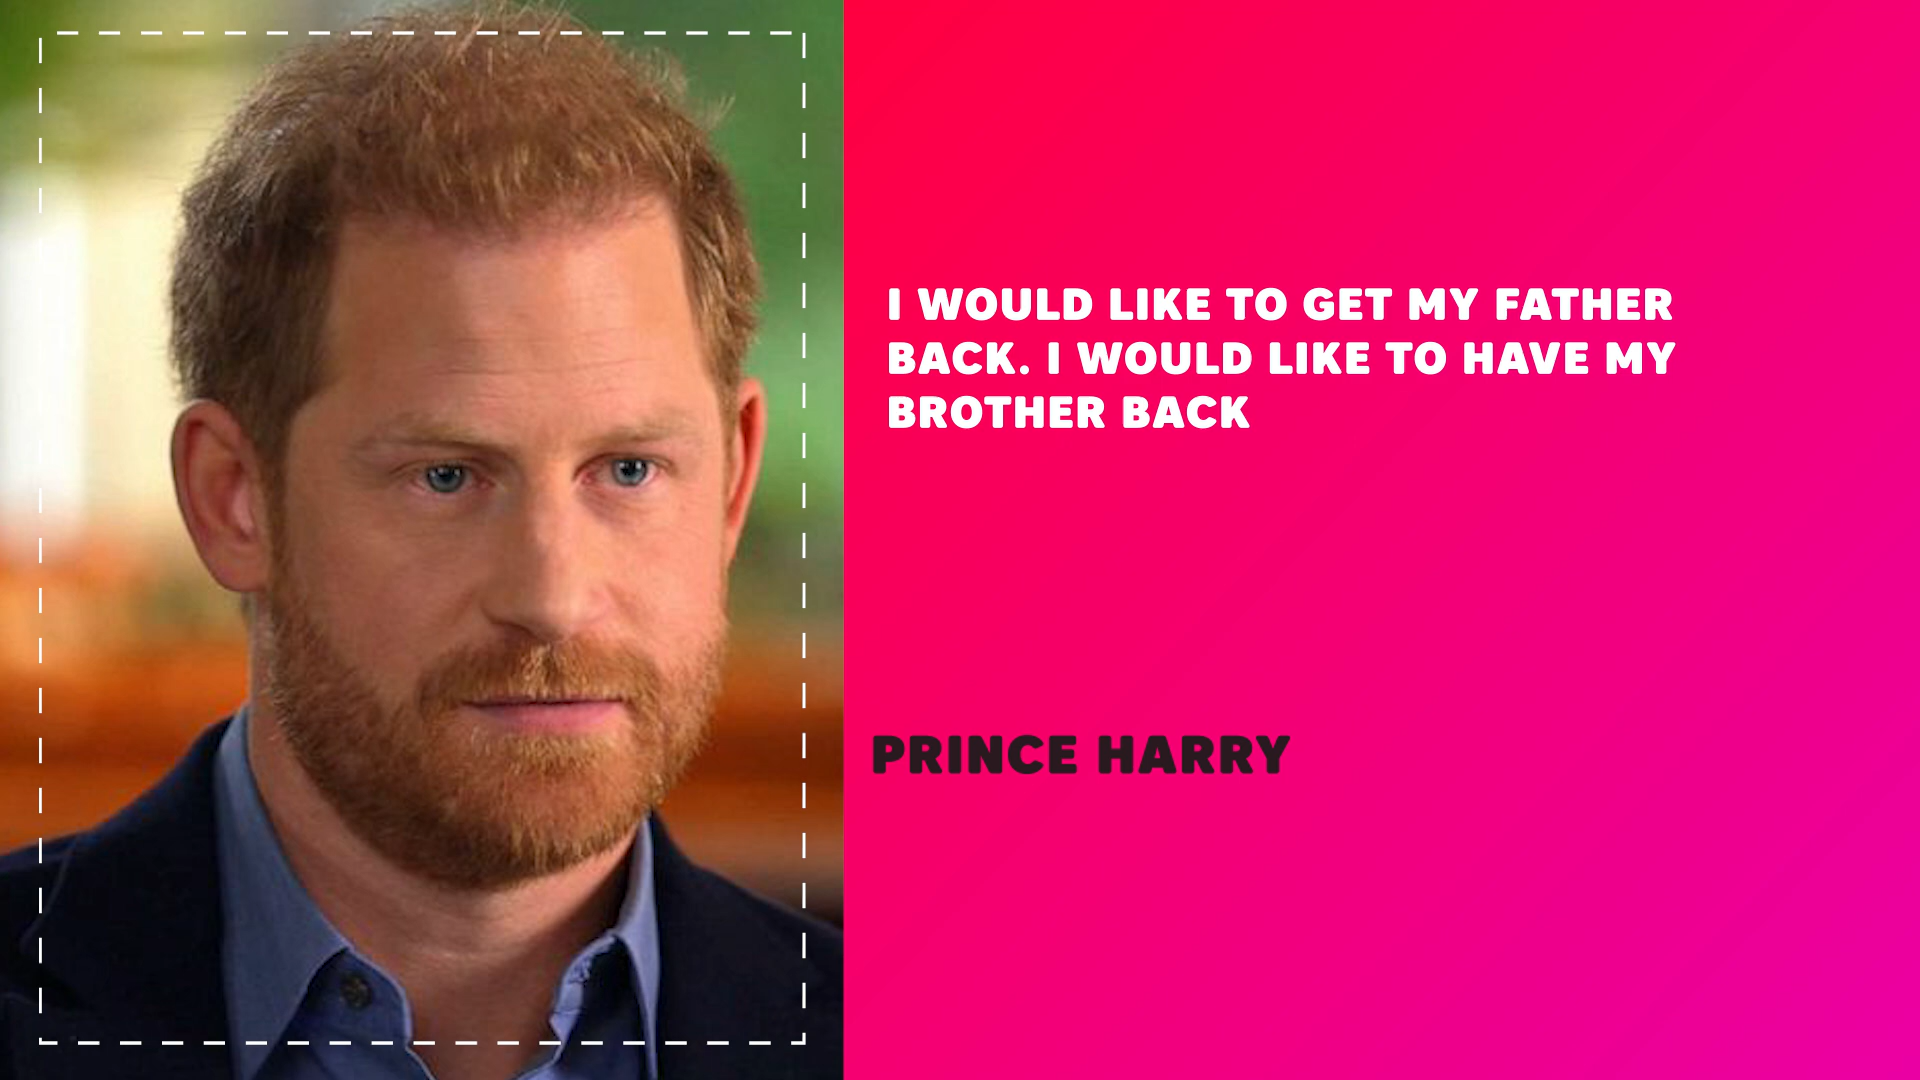 I WOULD LIKE TO GET MY FATHER
BACK. I WOULD LIKE TO HAVE MY
BROTHER BACK
PRINCE HARRY